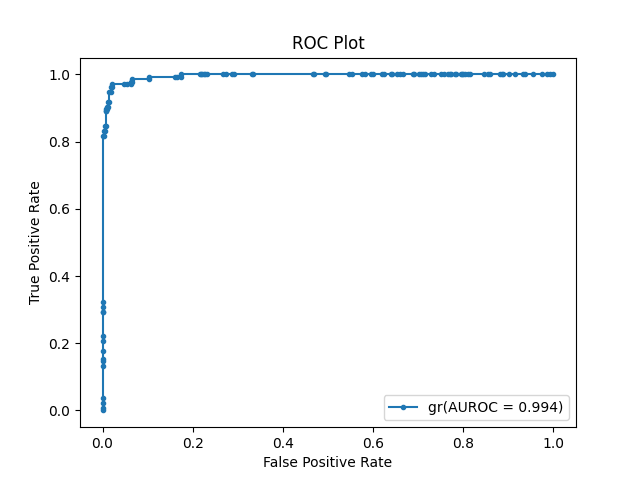 ROC Plot
True Positive Rate
1.0
0.8
0.6
0.4
0.2
0.0
gr(AUROC = 0.994)
0.0 0.2 0.4 0.6 0.8 1.0
False Positive Rate